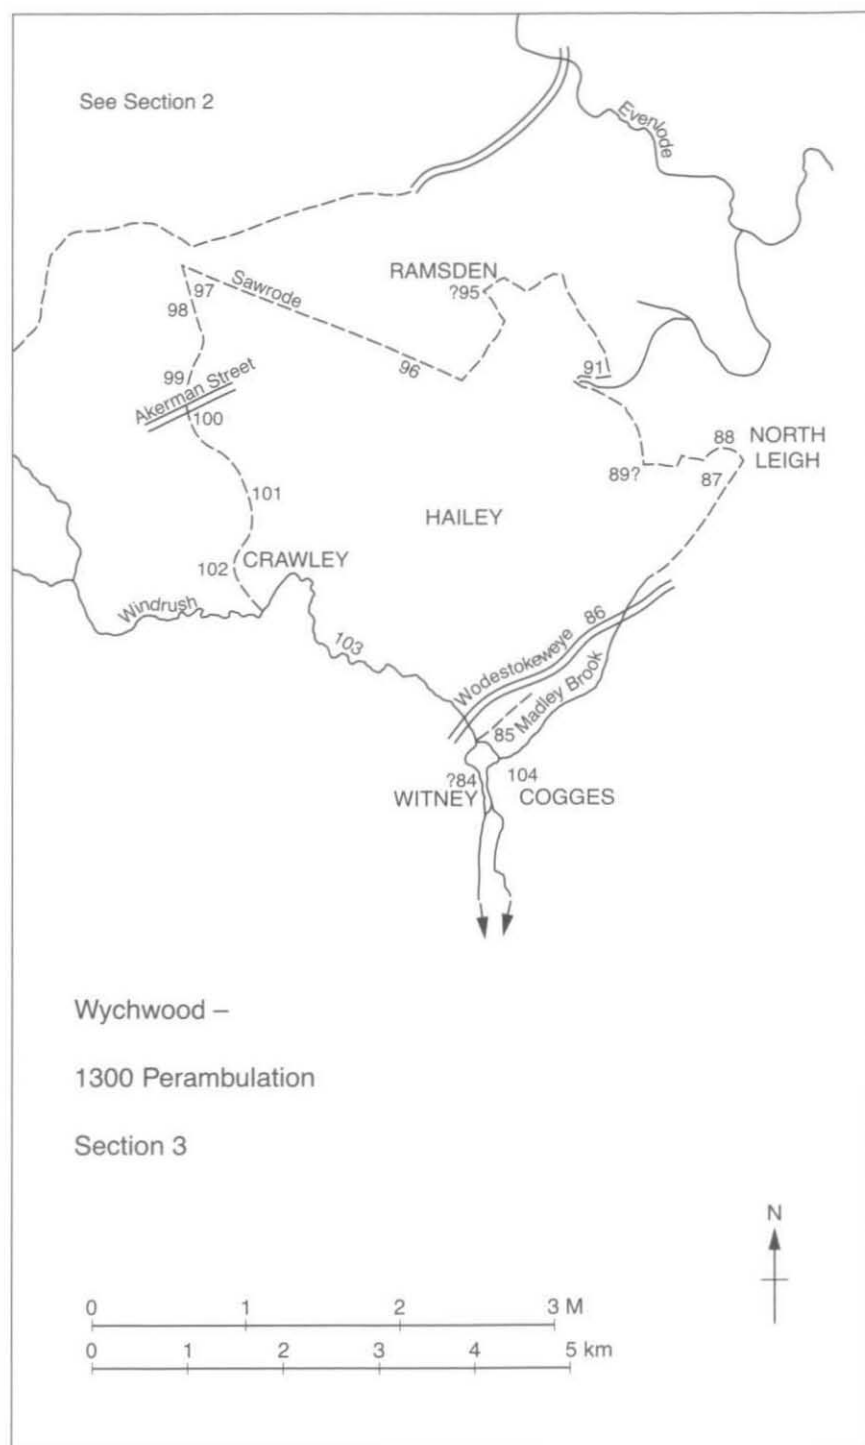 See Section 2
Evenlode
RAMSDEN
?95
Sawrode
97
98
96
91
99
Akerman Street
100
88
NORTH
LEIGH
89?
87
101
HAILEY
102
CRAWLEY
Windrush
103
86
Wodestokeweye
Madley Brook
85
?84
104
WITNEY
COGGES
Wychwood –
1300 Perambulation
Section 3
N
0 1 2 3 M
0 1 2 3 4 5 km